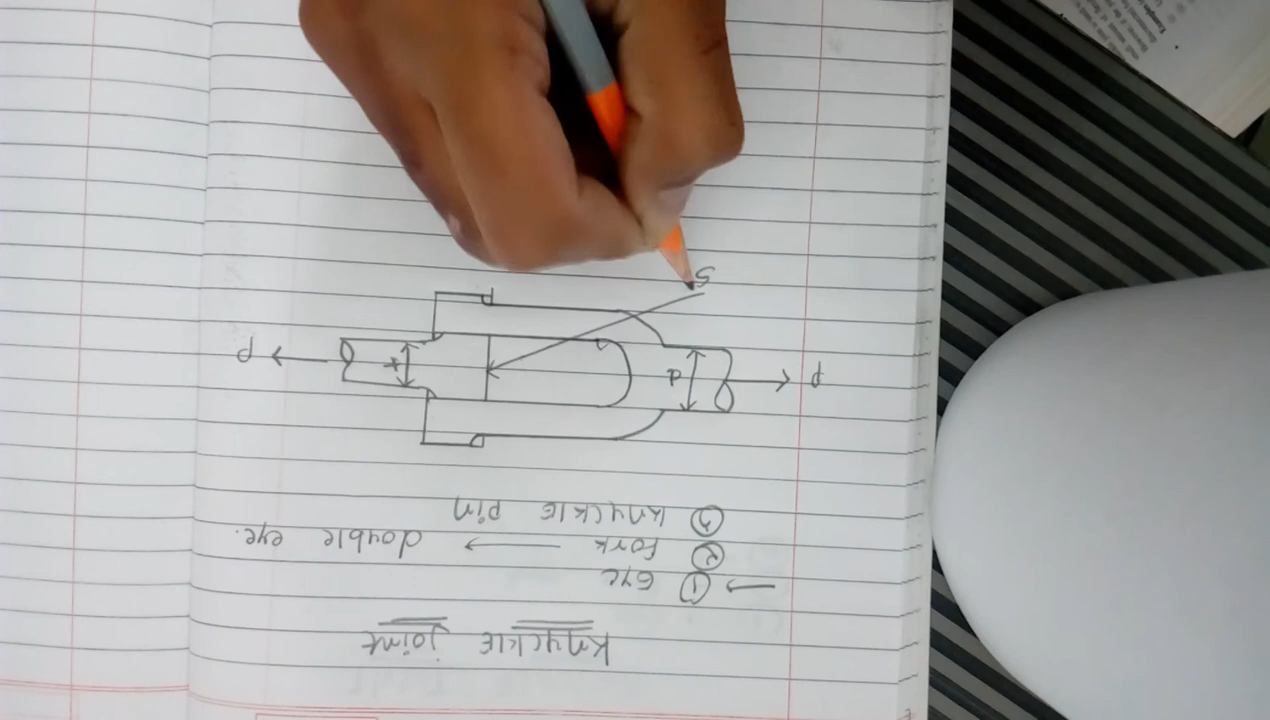 Knuckle joint
→ ① Eye
② Fork → double eye.
③ Knuckle pin
P d P
S